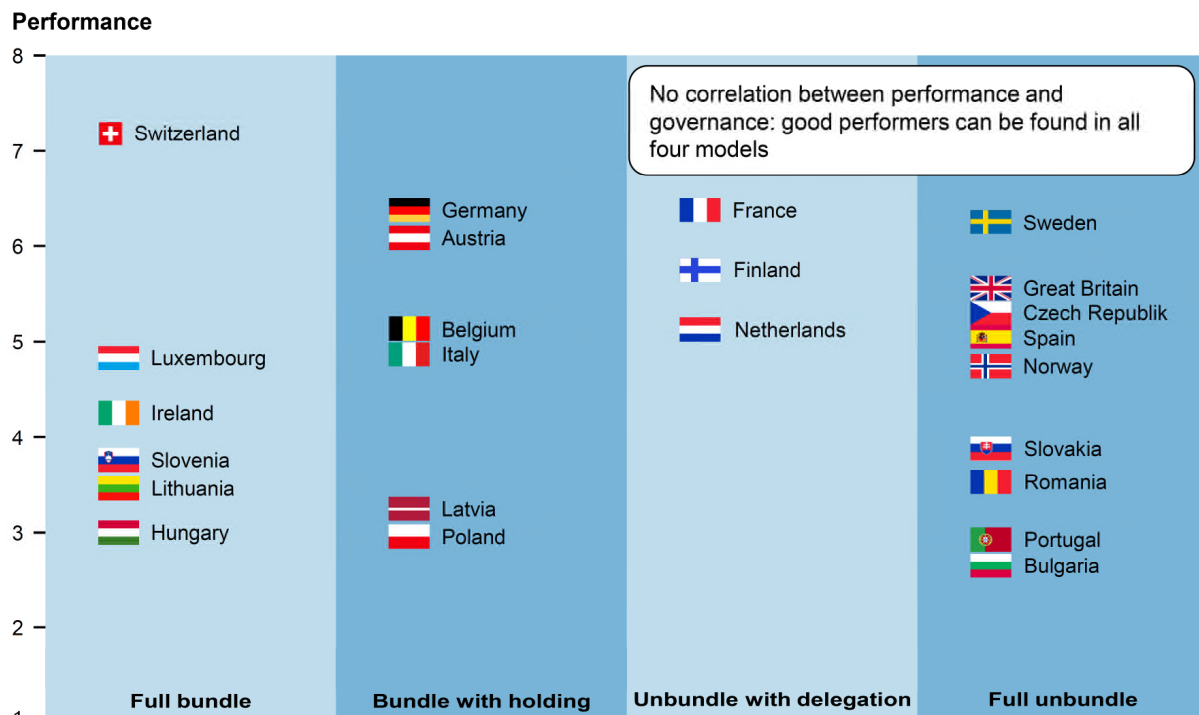 Performance
8
7
6
5
4
3
2
1
No correlation between performance and
governance: good performers can be found in all
four models
Switzerland
Luxembourg
Ireland
Slovenia
Lithuania
Hungary
Full bundle
Germany
Austria
Belgium
Italy
Latvia
Poland
Bundle with holding
France
Finland
Netherlands
Unbundle with delegation
Sweden
Great Britain
Czech Republik
Spain
Norway
Slovakia
Romania
Portugal
Bulgaria
Full unbundle